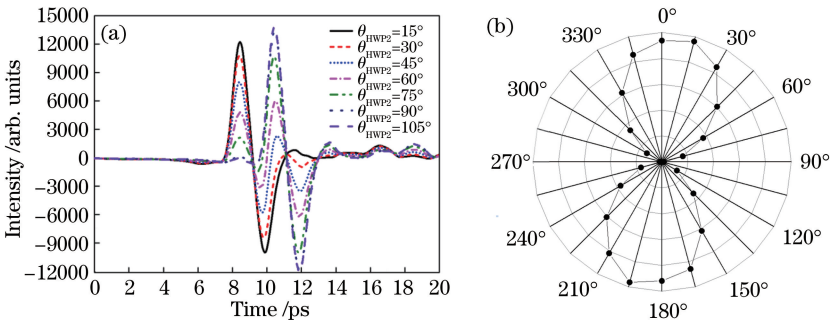 (a)
Intensity /arb. units
15000
12000
9000
6000
3000
0
−3000
−6000
−9000
−12000
θHWP2=15°
θHWP2=30°
θHWP2=45°
θHWP2=60°
θHWP2=75°
θHWP2=90°
θHWP2=105°
0 2 4 6 8 10 12 14 16 18 20
Time /ps
(b)
0°
30°
60°
90°
120°
150°
180°
210°
240°
270°
300°
330°